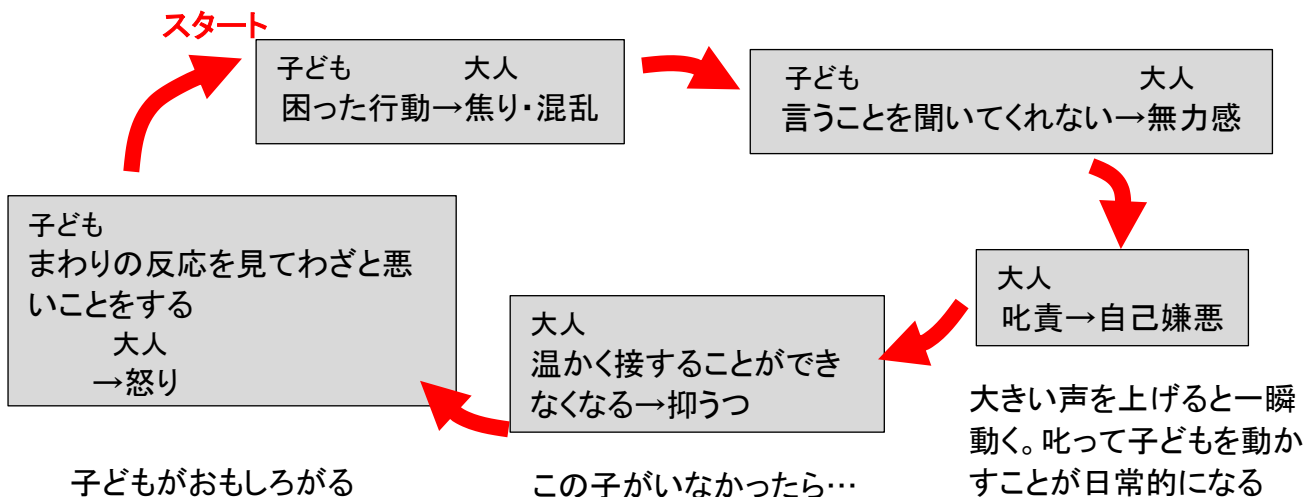 スタート
子ども 大人
困った行動→焦り・混乱
子ども 大人
言うことを聞いてくれない→無力感
大人
叱責→自己嫌悪
大きい声を上げると一瞬
動く。叱って子どもを動か
すことが日常的になる
大人
温かく接することができ
なくなる→抑うつ
この子がいなかったら…
子ども
まわりの反応を見てわざと悪
いことをする
大人
→怒り
子どもがおもしろがる